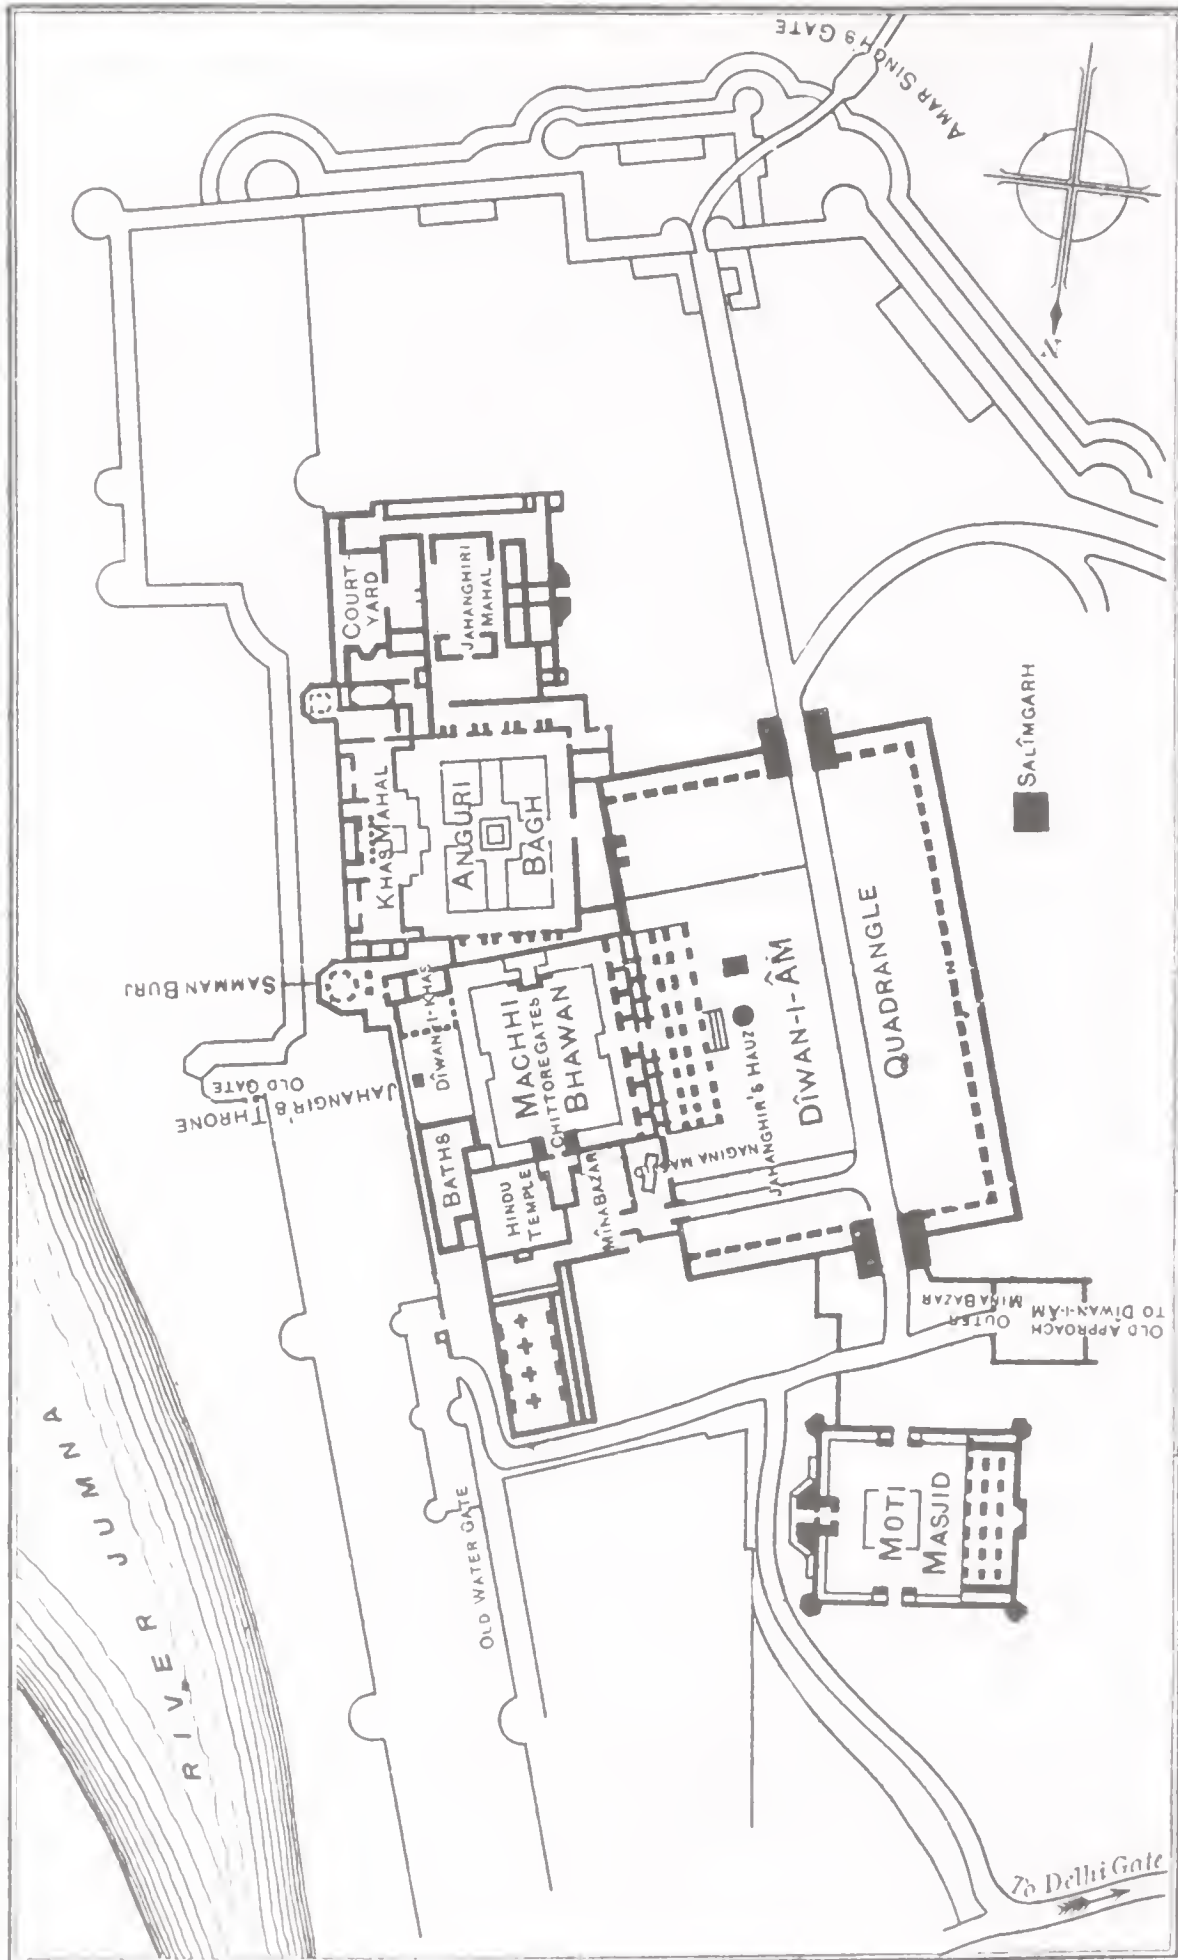 AMAR SINGH'S GATE
N
COURT-
YARD
JAHANGHIRI
MAHAL
KHAS MAHAL
ANGURI
BAGH
SALÎMGARH
SAMMAN BURJ
JAHANGIR'S THRONE
OLD GATE
DÎWAN-I-KHAS
MACHHI
CHITTORE GATES
BHAWAN
JAHANGHIR'S HAUZ
DÎWAN-I-ÂM
QUADRANGLE
BATHS
HINDU
TEMPLE
MÎNA BAZAR
NAGINA MASJID
OUTER
MINA BAZAR
OLD APPROACH
TO DÎWAN-I-ÂM
RIVER JUMNA
OLD WATER GATE
MOTI
MASJID
To Delhi Gate